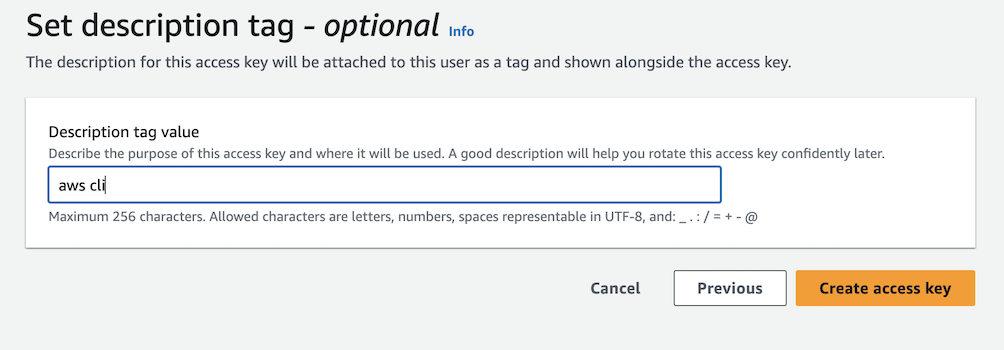 Set description tag - optional Info
The description for this access key will be attached to this user as a tag and shown alongside the access key.
Description tag value
Describe the purpose of this access key and where it will be used. A good description will help you rotate this access key confidently later.
aws cli
Maximum 256 characters. Allowed characters are letters, numbers, spaces representable in UTF-8, and: _ . : / = + - @
Cancel Previous Create access key